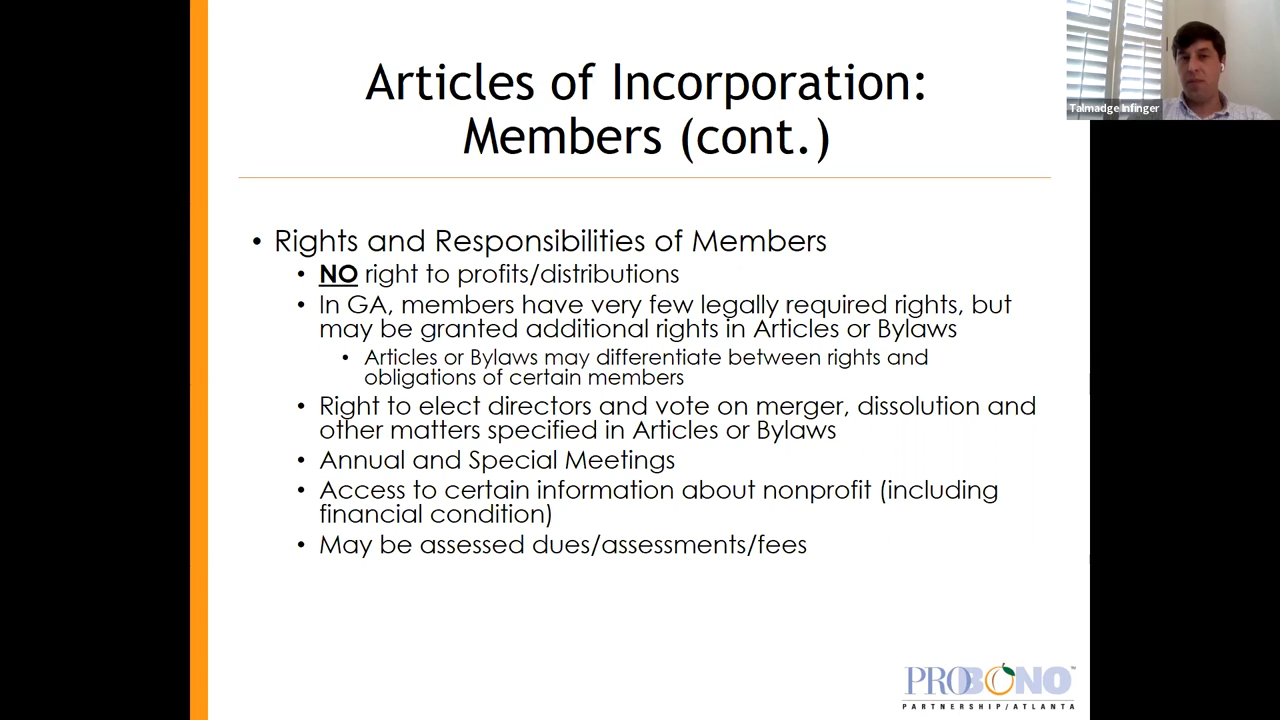 Articles of Incorporation:
Members (cont.)
Talmadge Infinger
• Rights and Responsibilities of Members
• NO right to profits/distributions
• In GA, members have very few legally required rights, but
may be granted additional rights in Articles or Bylaws
• Articles or Bylaws may differentiate between rights and
obligations of certain members
• Right to elect directors and vote on merger, dissolution and
other matters specified in Articles or Bylaws
• Annual and Special Meetings
• Access to certain information about nonprofit (including
financial condition)
• May be assessed dues/assessments/fees
PROBONO™
PARTNERSHIP/ATLANTA